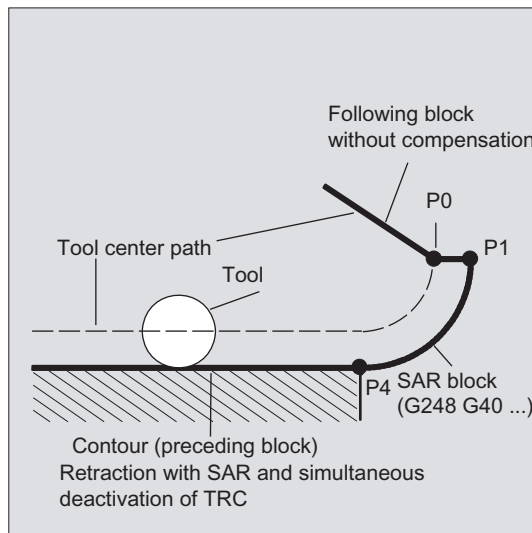 Following block
without compensation
P0
P1
Tool center path
Tool
P4
SAR block
(G248 G40 ...)
Contour (preceding block)
Retraction with SAR and simultaneous
deactivation of TRC